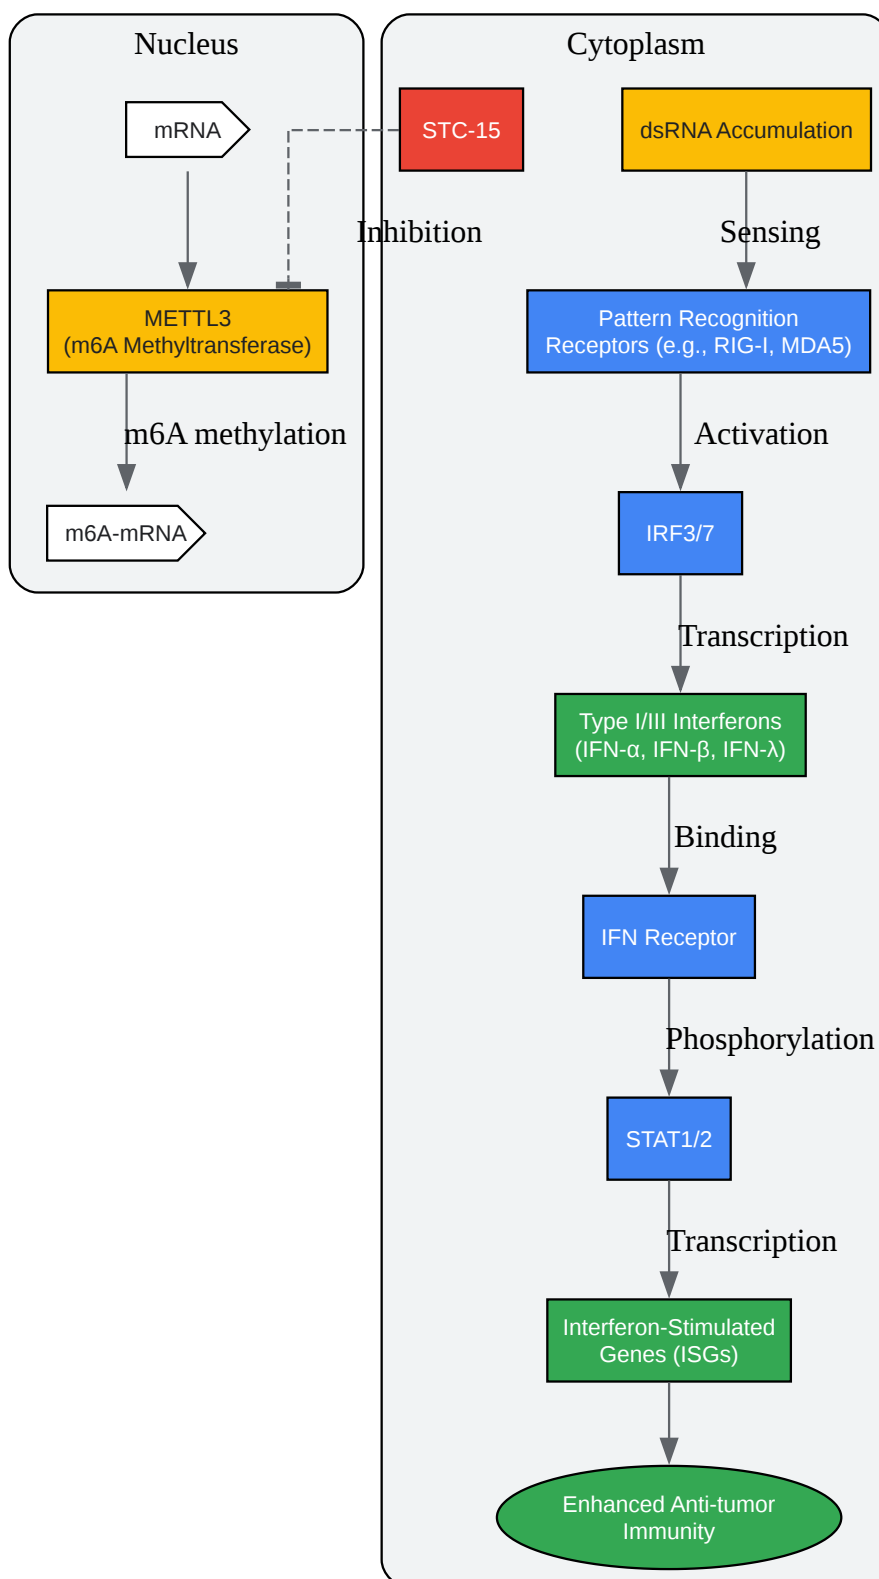 Nucleus
mRNA
METTL3
(m6A Methyltransferase)
m6A methylation
m6A-mRNA
Cytoplasm
STC-15
Inhibition
dsRNA Accumulation
Sensing
Pattern Recognition
Receptors (e.g., RIG-I, MDA5)
Activation
IRF3/7
Transcription
Type I/III Interferons
(IFN-α, IFN-β, IFN-λ)
Binding
IFN Receptor
Phosphorylation
STAT1/2
Transcription
Interferon-Stimulated
Genes (ISGs)
Enhanced Anti-tumor
Immunity